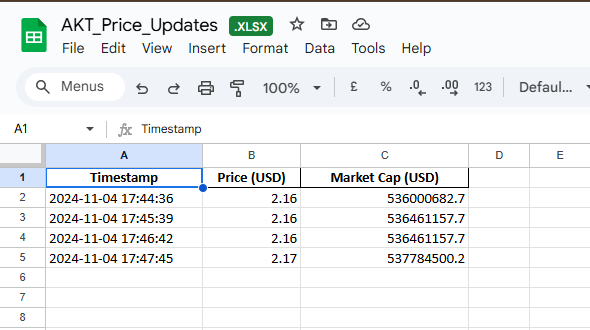 AKT_Price_Updates .XLSX
File Edit View Insert Format Data Tools Help
Menus 100% £ % .0 .00 123 Defaul...
A1 fx Timestamp
A B C D E
1 Timestamp Price (USD) Market Cap (USD)
2 2024-11-04 17:44:36 2.16 536000682.7
3 2024-11-04 17:45:39 2.16 536461157.7
4 2024-11-04 17:46:42 2.16 536461157.7
5 2024-11-04 17:47:45 2.17 537784500.2
6
7
8